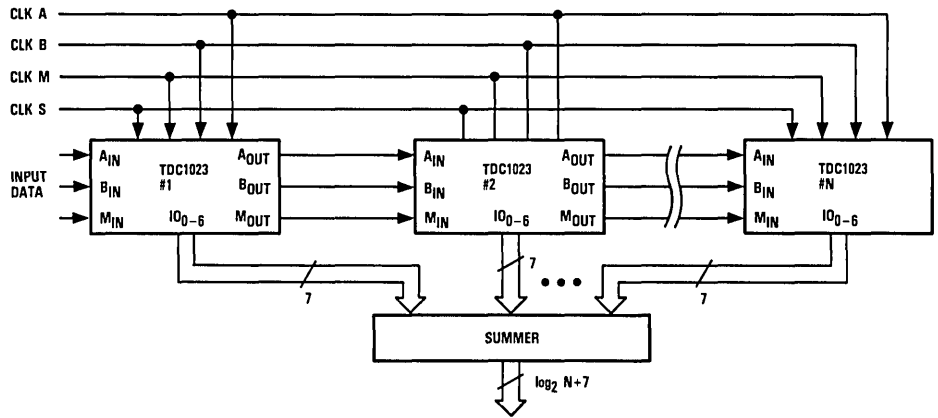 CLK A
CLK B
CLK M
CLK S
INPUT DATA
A_IN
B_IN
M_IN
TDC1023 #1
IO_0–6
A_OUT
B_OUT
M_OUT
A_IN
B_IN
M_IN
TDC1023 #2
IO_0–6
A_OUT
B_OUT
M_OUT
A_IN
B_IN
M_IN
TDC1023 #N
IO_0–6
7
7
7
SUMMER
log_2 N+7